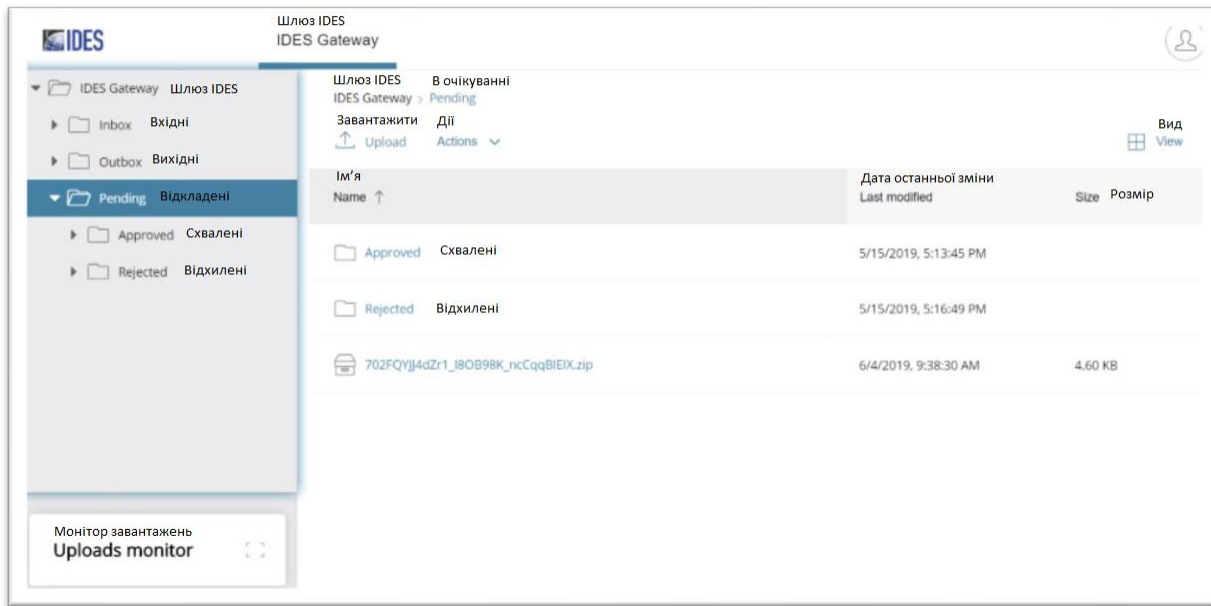 IDES
Шлюз IDES
IDES Gateway
IDES Gateway Шлюз IDES
Inbox Вхідні
Outbox Вихідні
Pending Відкладені
Approved Схвалені
Rejected Відхилені
Шлюз IDES В очікуванні
IDES Gateway > Pending
Завантажити Дії
Upload Actions
Вид
View
Ім’я
Name ↑
Дата останньої зміни
Last modified
Size Розмір
Approved Схвалені 5/15/2019, 5:13:45 PM
Rejected Відхилені 5/15/2019, 5:16:49 PM
6/4/2019, 9:38:30 AM 4.60 KB
Монітор завантажень
Uploads monitor